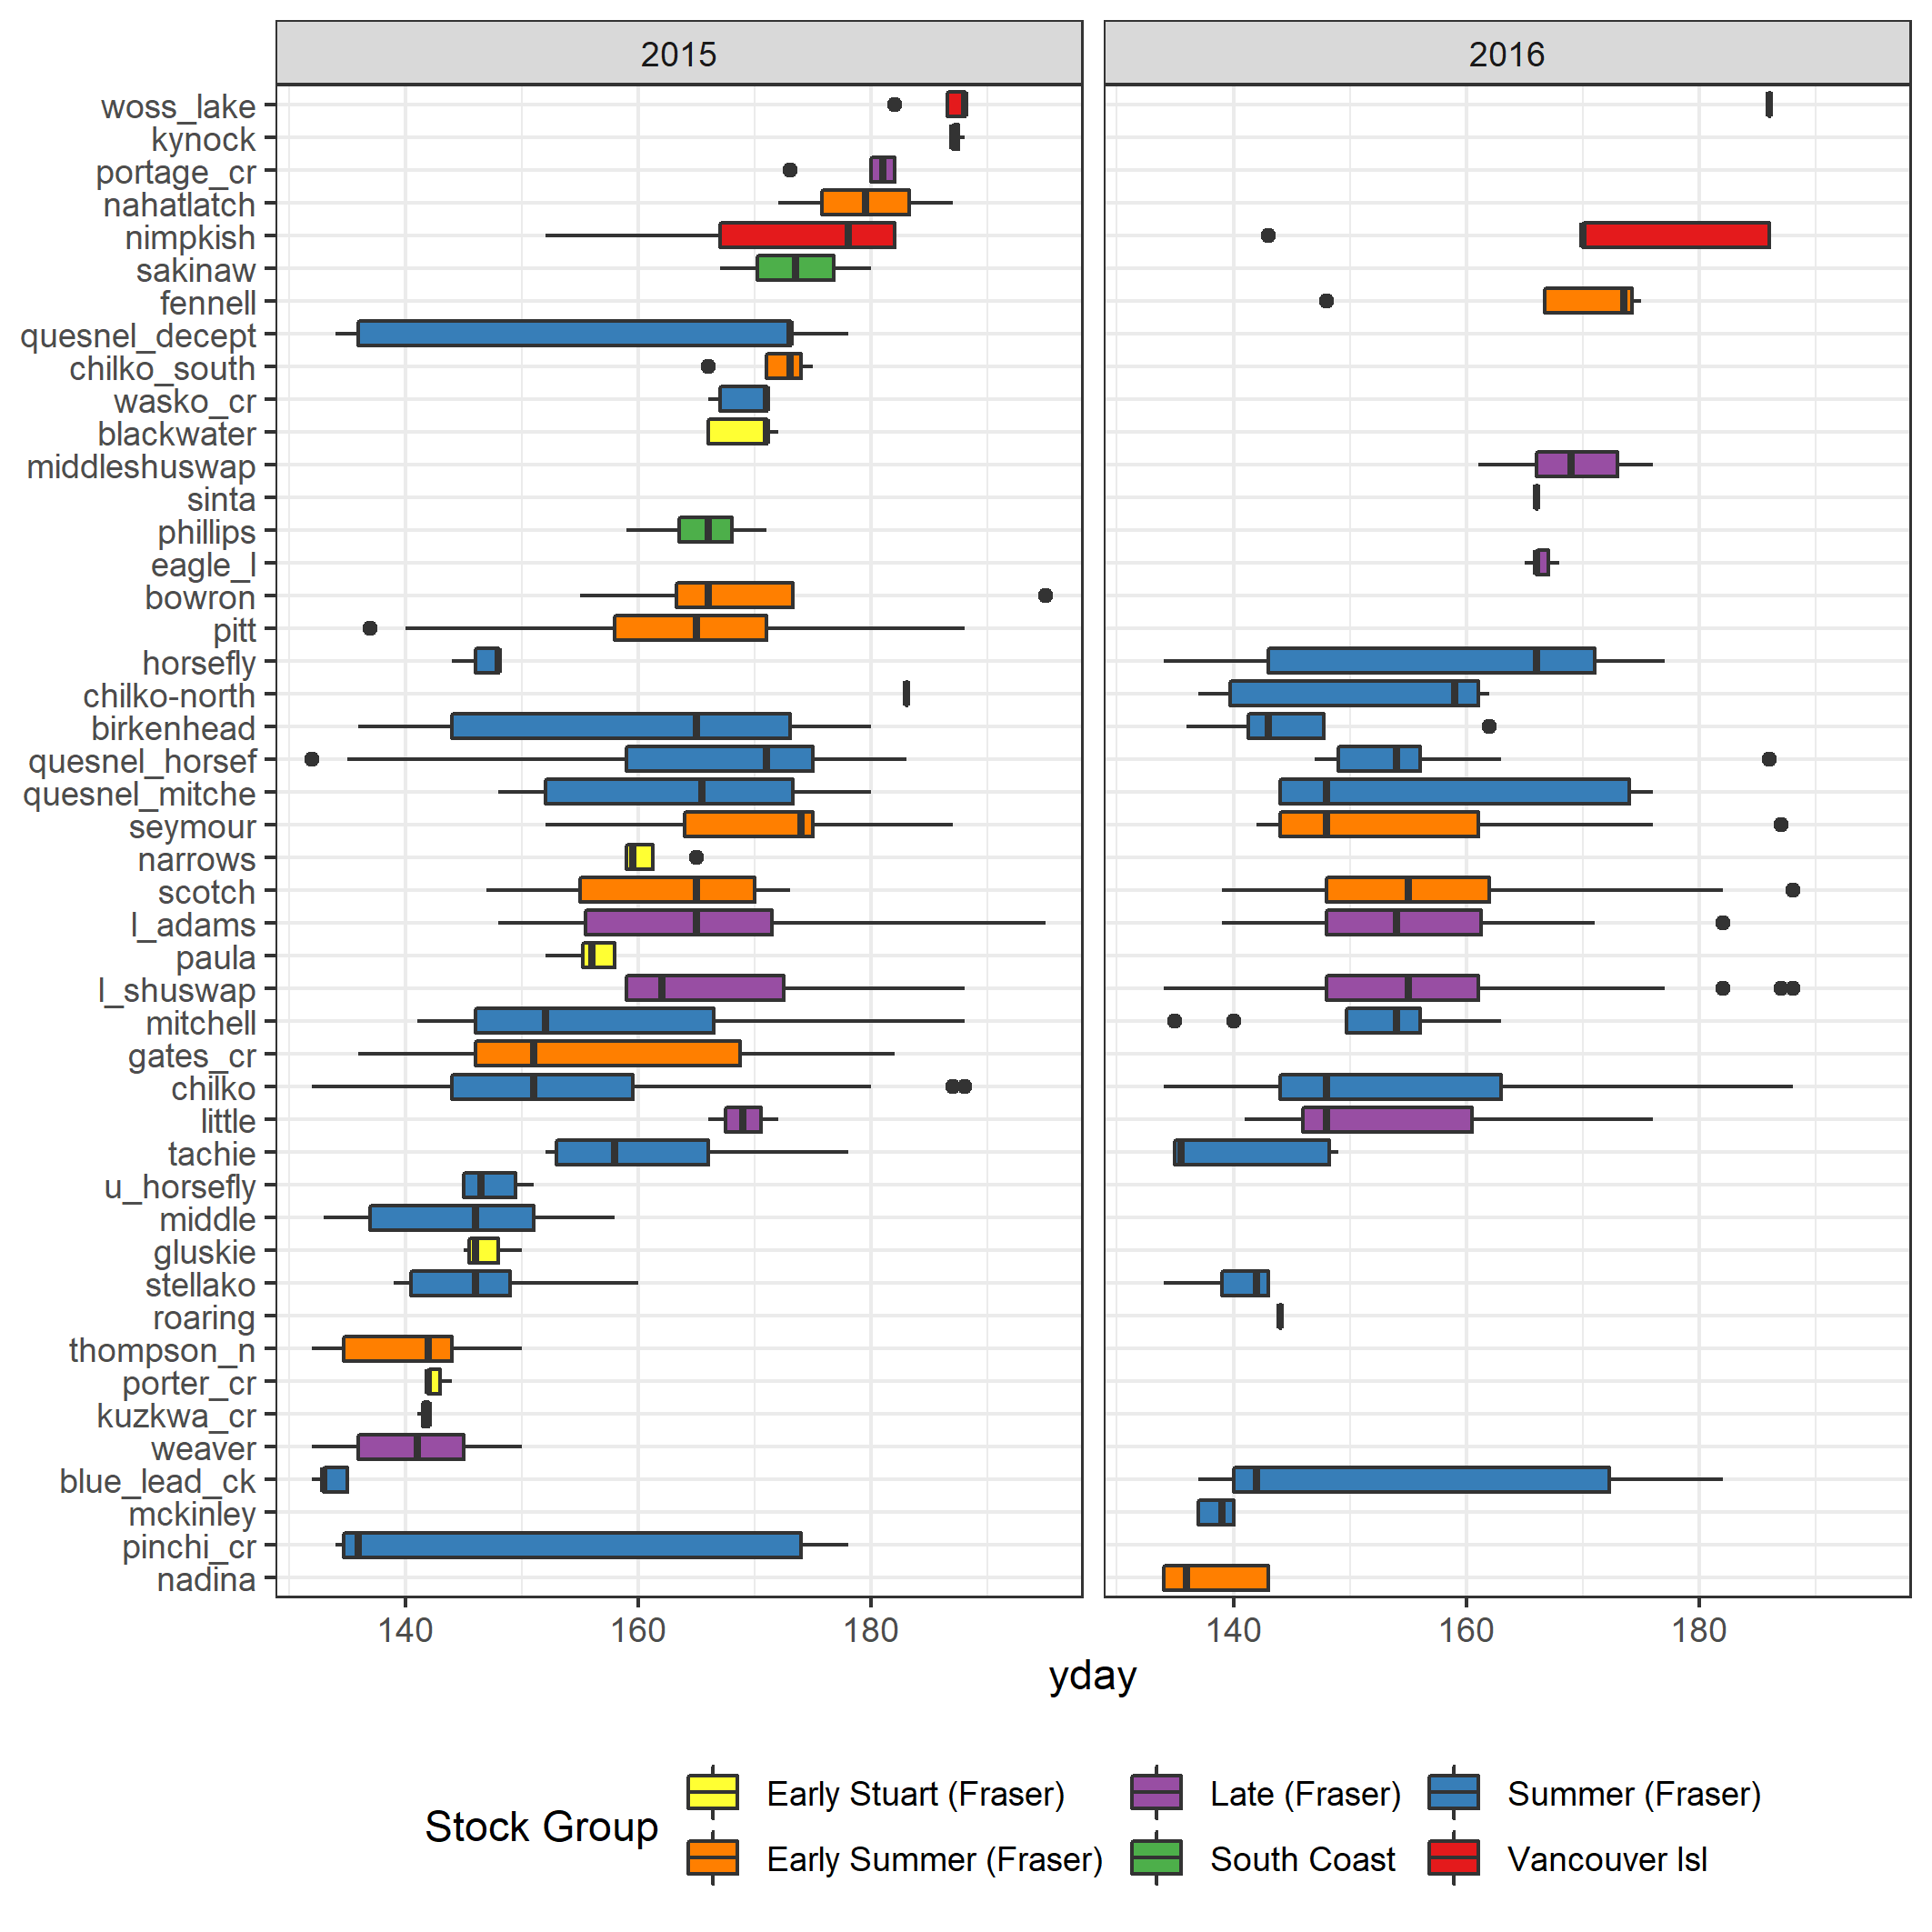 2015 2016
woss_lake
kynock
portage_cr
nahatlatch
nimpkish
sakinaw
fennell
quesnel_decept
chilko_south
wasko_cr
blackwater
middleshuswap
sinta
phillips
eagle_l
bowron
pitt
horsefly
chilko-north
birkenhead
quesnel_horsef
quesnel_mitche
seymour
narrows
scotch
l_adams
paula
l_shuswap
mitchell
gates_cr
chilko
little
tachie
u_horsefly
middle
gluskie
stellako
roaring
thompson_n
porter_cr
kuzkwa_cr
weaver
blue_lead_ck
mckinley
pinchi_cr
nadina
140 160 180 140 160 180
yday
Stock Group
Early Stuart (Fraser) Late (Fraser) Summer (Fraser)
Early Summer (Fraser) South Coast Vancouver Isl